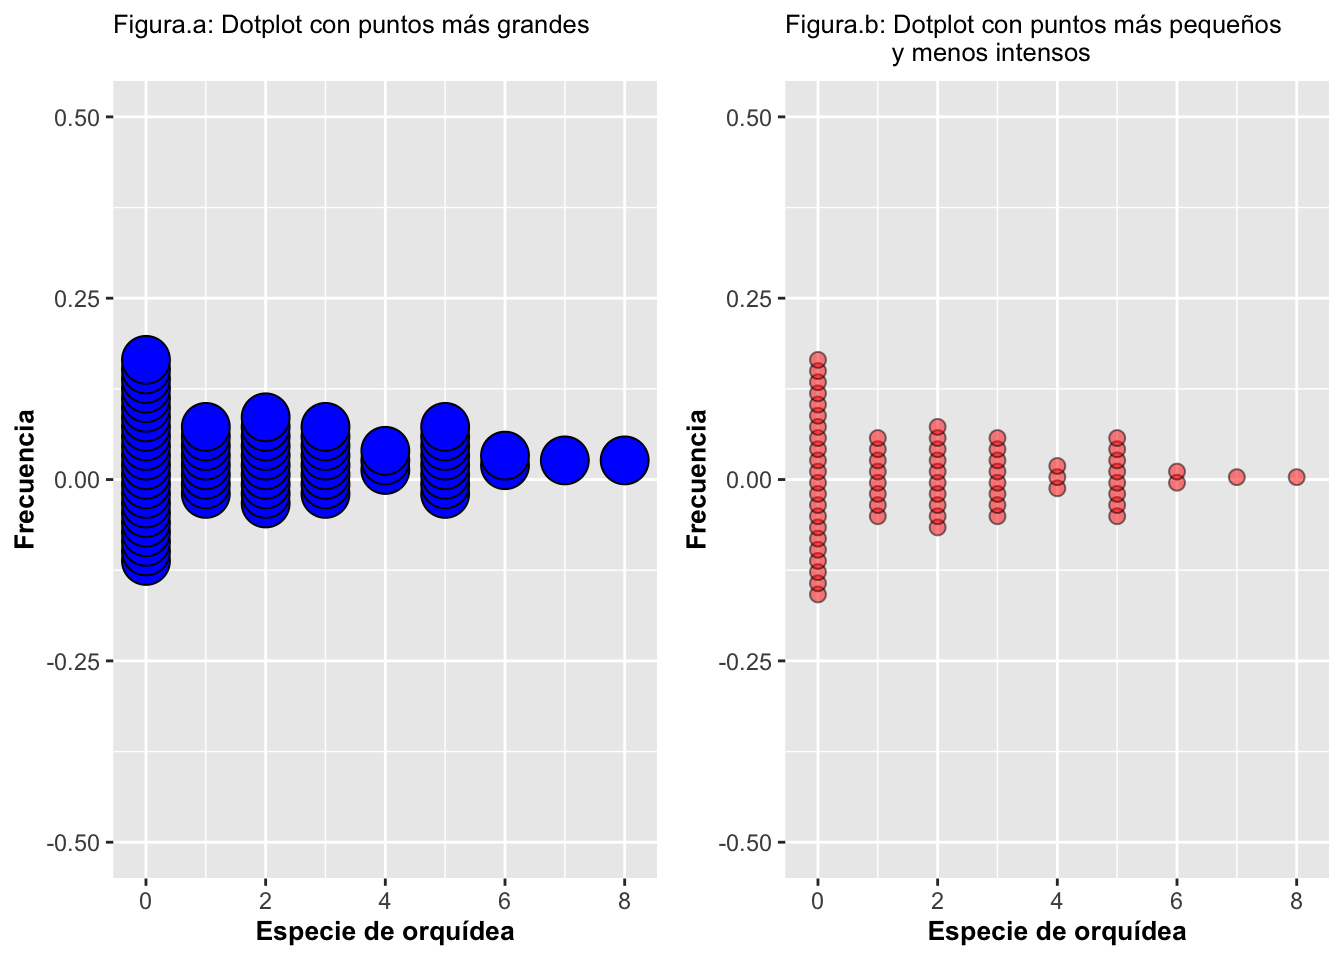 Figura.a: Dotplot con puntos más grandes
0.50
0.25
0.00
-0.25
-0.50
Frecuencia
0 2 4 6 8
Especie de orquídea
Figura.b: Dotplot con puntos más pequeños
y menos intensos
0.50
0.25
0.00
-0.25
-0.50
Frecuencia
0 2 4 6 8
Especie de orquídea